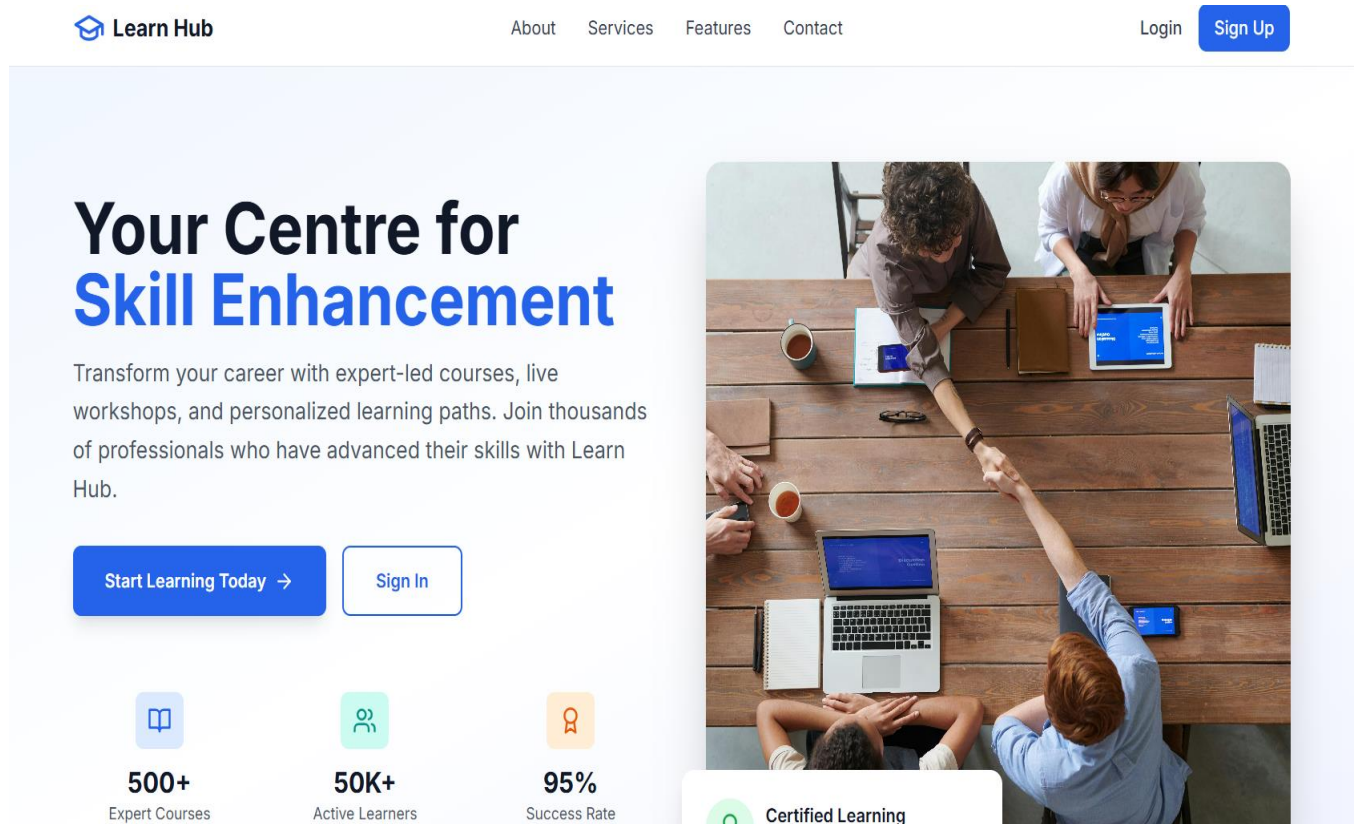 Learn Hub
About Services Features Contact
Login Sign Up
Your Centre for
Skill Enhancement
Transform your career with expert-led courses, live
workshops, and personalized learning paths. Join thousands
of professionals who have advanced their skills with Learn
Hub.
Start Learning Today →
Sign In
500+
Expert Courses
50K+
Active Learners
95%
Success Rate
Certified Learning